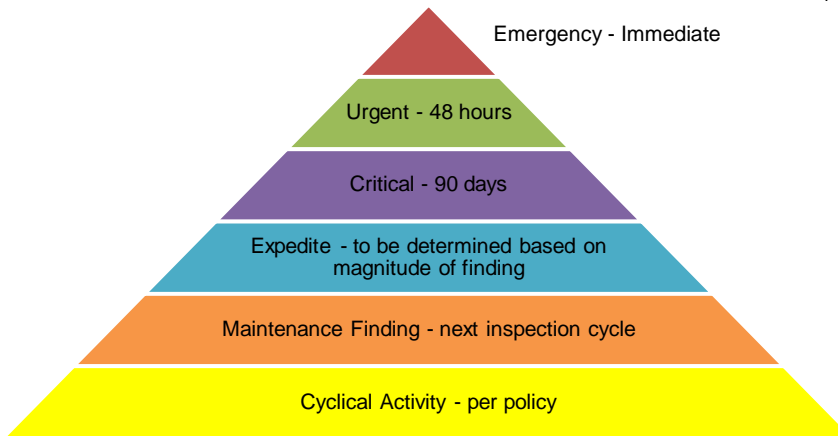 Emergency - Immediate
Urgent - 48 hours
Critical - 90 days
Expedite - to be determined based on
magnitude of finding
Maintenance Finding - next inspection cycle
Cyclical Activity - per policy